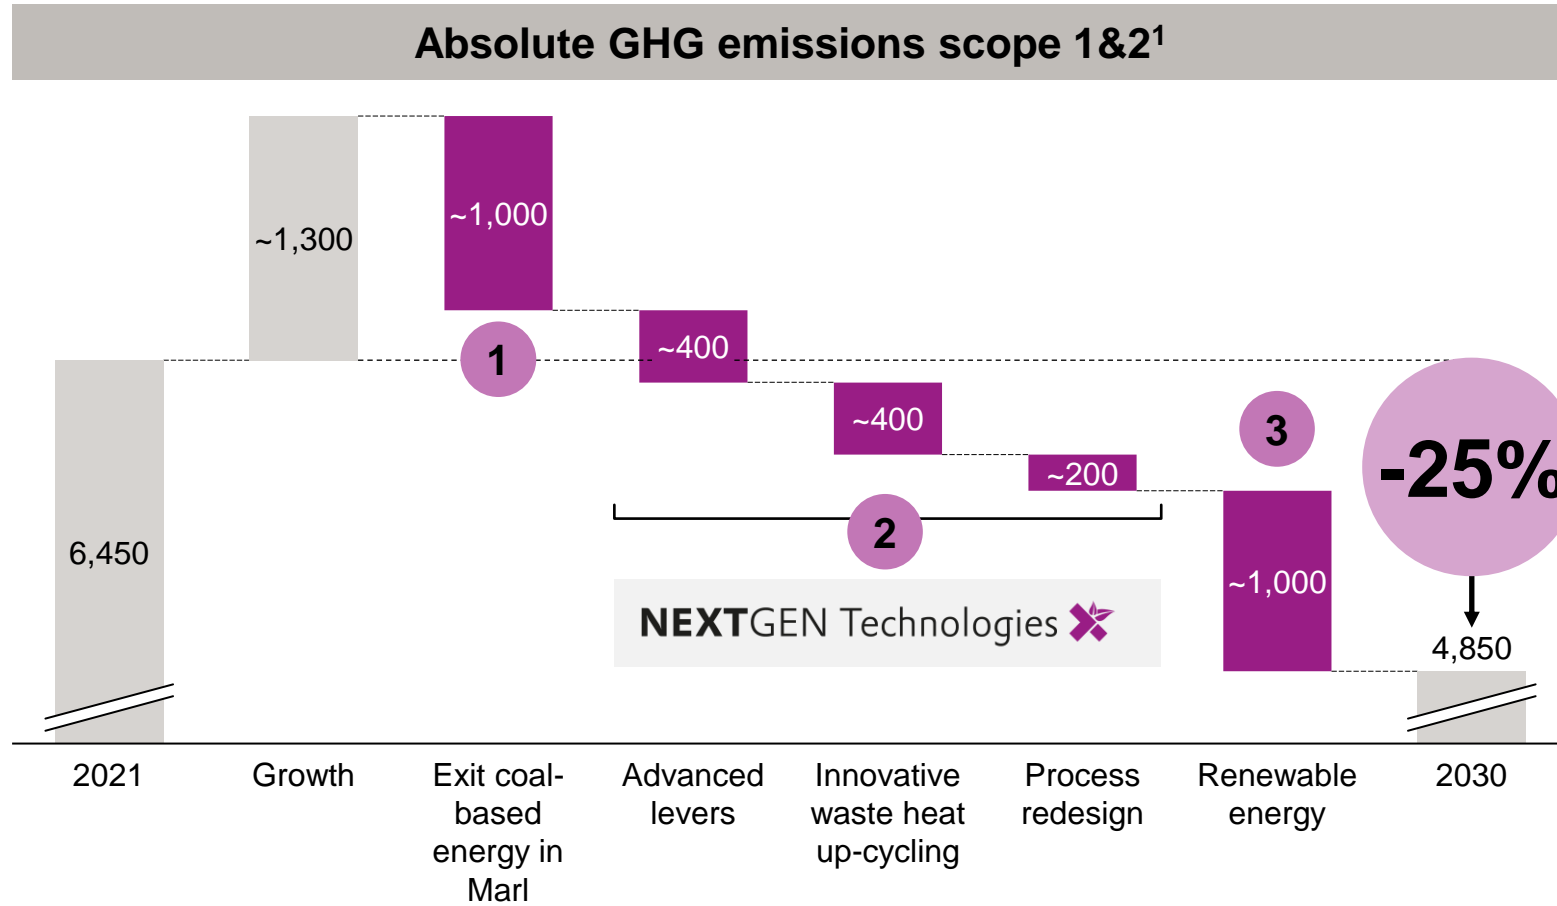 Absolute GHG emissions scope 1&2¹
~1,300
~1,000
~400
~400
~200
~1,000
6,450
1
2
3
-25%
4,850
NEXTGEN Technologies
2021
Growth
Exit coal-
based
energy in
Marl
Advanced
levers
Innovative
waste heat
up-cycling
Process
redesign
Renewable
energy
2030